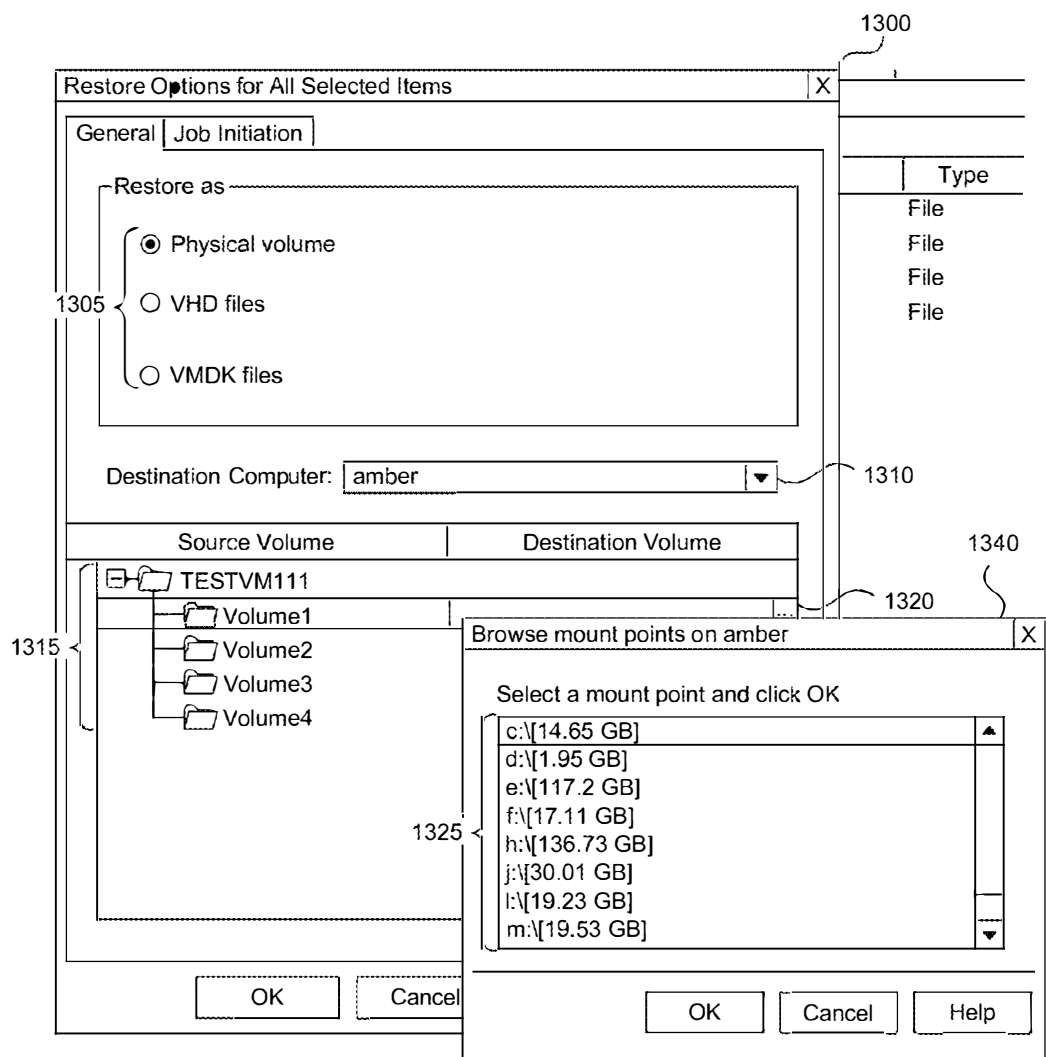 1300
Restore Options for All Selected Items X
General Job Initiation
Type
Restore as
File
Physical volume
File
File
1305 VHD files
File
VMDK files
Destination Computer: amber 1310
Source Volume Destination Volume
1340
TESTVM111
1320
Volume1 ...
1315
Volume2
Volume3
Volume4
Browse mount points on amber X
Select a mount point and click OK
c:\[14.65 GB]
d:\[1.95 GB]
e:\[117.2 GB]
f:\[17.11 GB]
1325
h:\[136.73 GB]
j:\[30.01 GB]
l:\[19.23 GB]
m:\[19.53 GB]
OK Cancel
OK Cancel Help